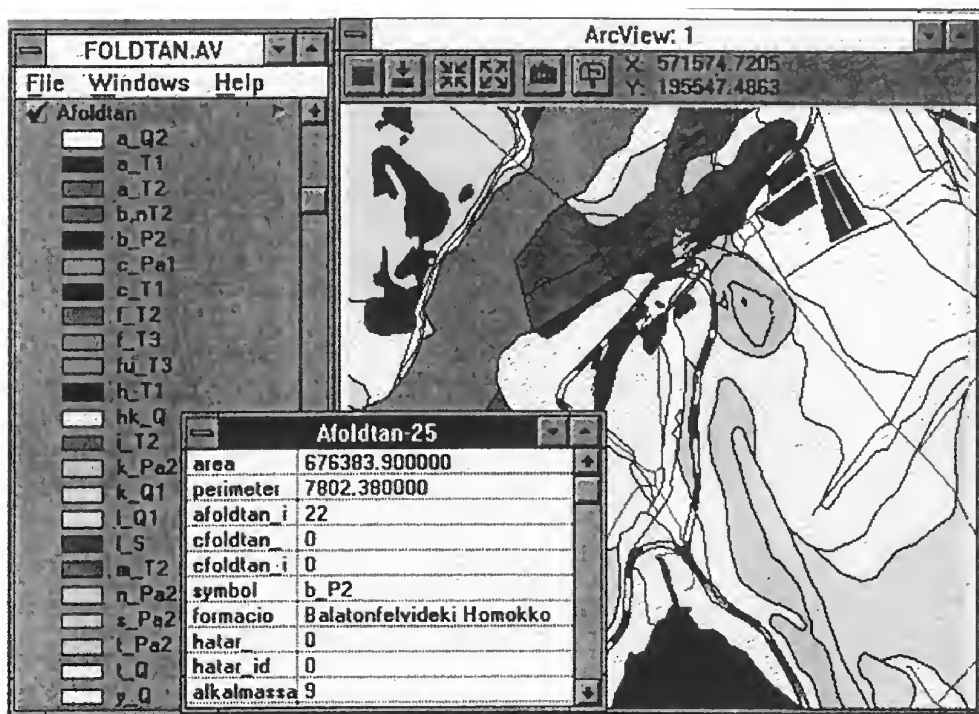 FOLDTAN.AV
File Windows Help
Afoldtan
a_Q2
a_T1
a_T2
b,nT2
b_P2
c_Pa1
c_T1
f_T2
f_T3
fu_T3
h_T1
hk_Q
i_T2
k_Pa2
k_Q1
l_Q1
l_S
m_T2
n_Pa2
s_Pa2
t_Pa2
t_Q
y_Q
ArcView: 1
X: 571574.7205
Y: 195547.4863
Afoldtan-25
area 676383.900000
perimeter 7802.380000
afoldtan_i 22
cfoldtan_ 0
cfoldtan_i 0
symbol b_P2
formacio Balatonfelvideki Homokko
hatar_ 0
hatar_id 0
alkalmassa 9